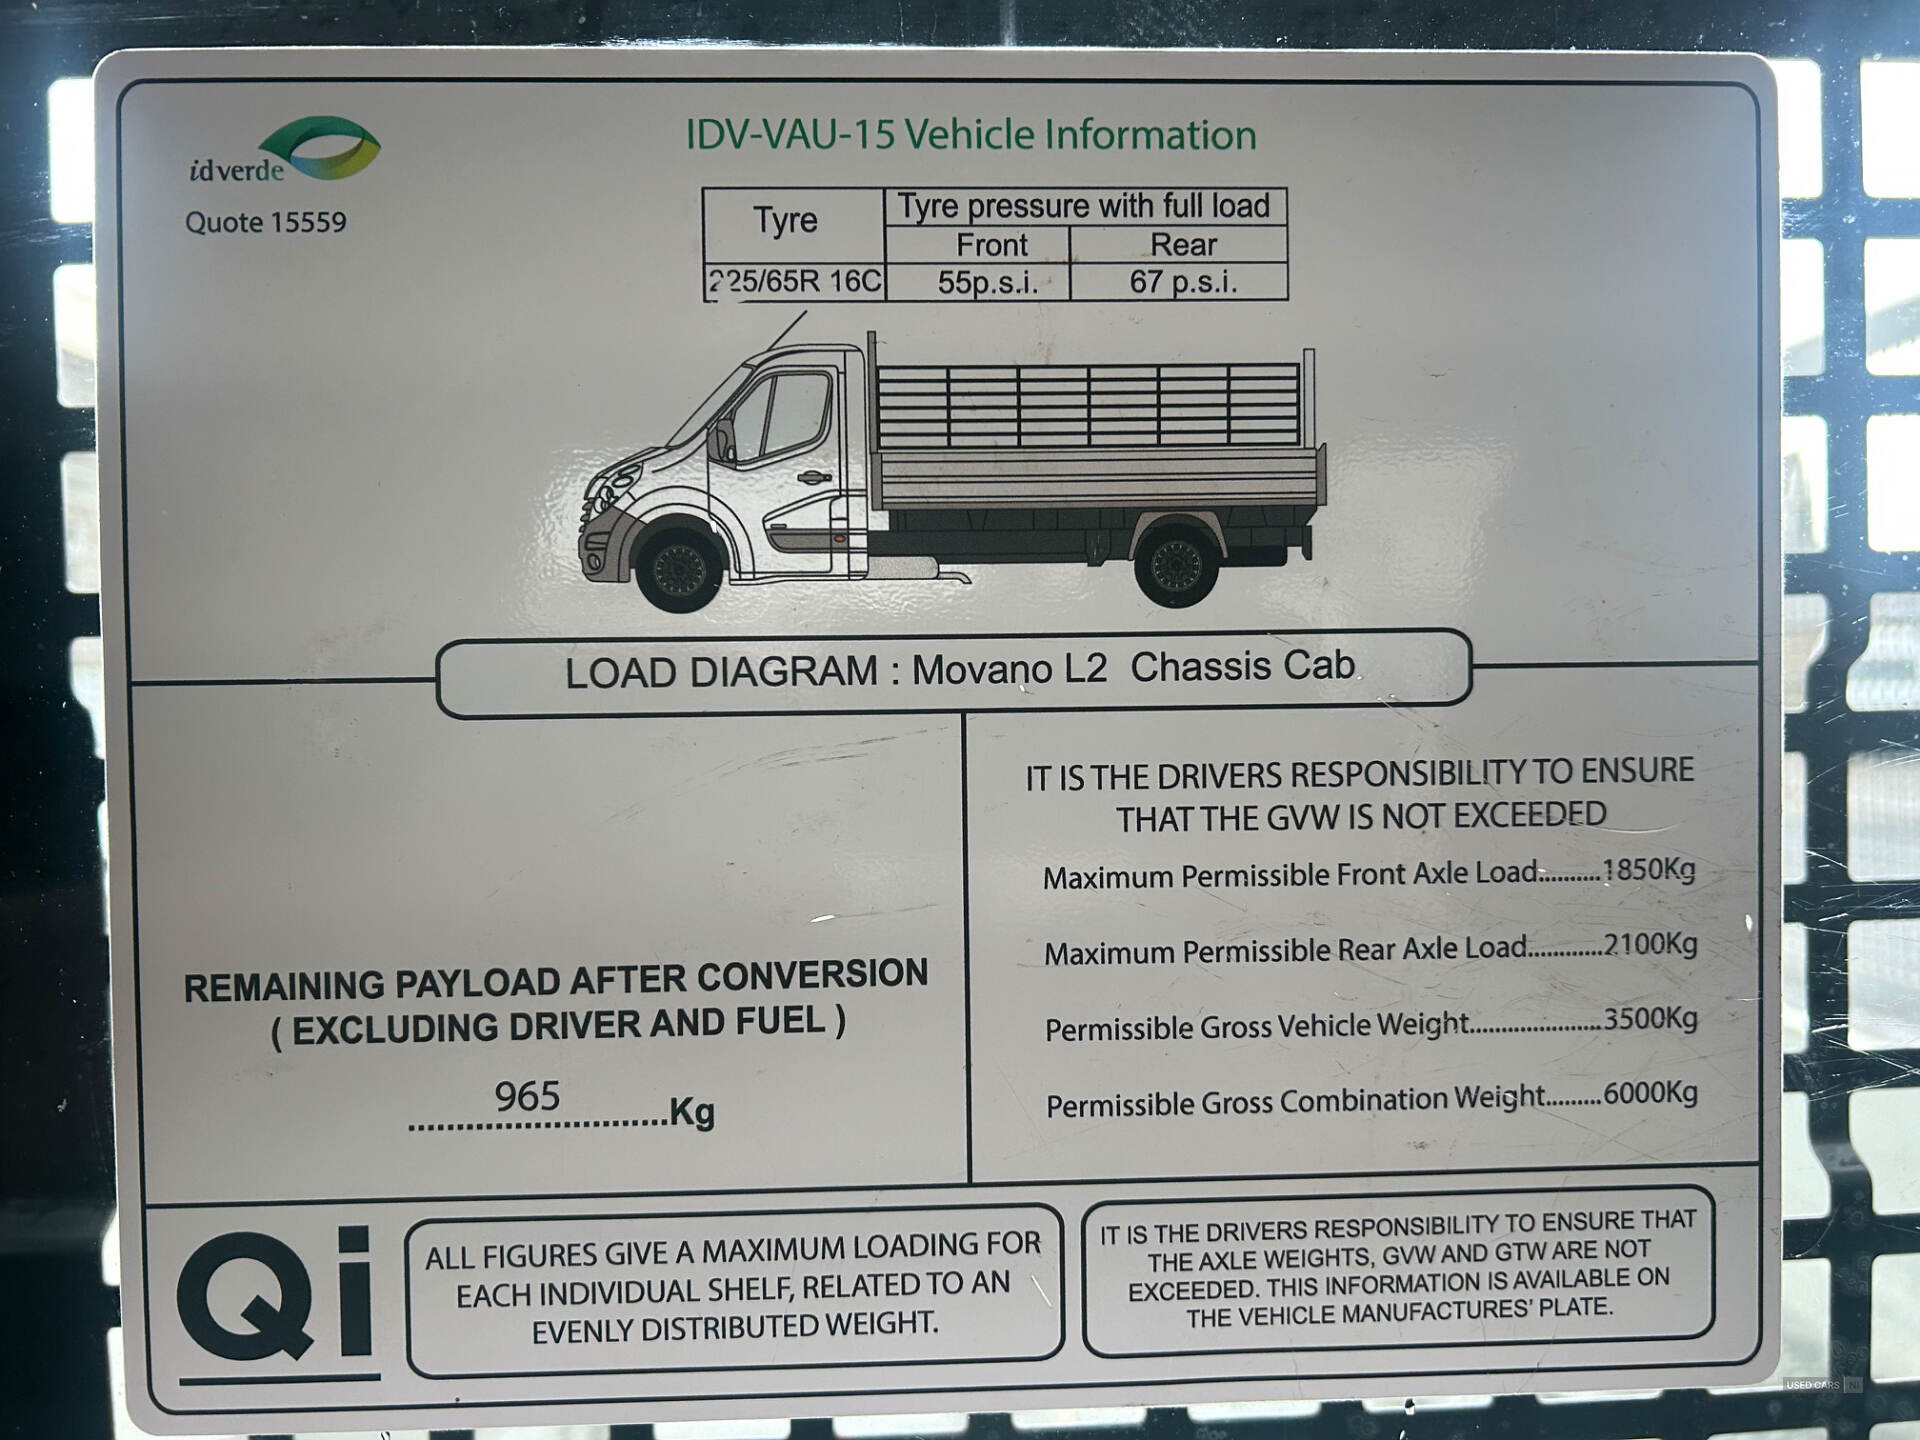 idverde
Quote 15559
IDV-VAU-15 Vehicle Information
Tyre
Tyre pressure with full load
Front Rear
225/65R 16C 55p.s.i. 67 p.s.i.
LOAD DIAGRAM : Movano L2 Chassis Cab
REMAINING PAYLOAD AFTER CONVERSION
( EXCLUDING DRIVER AND FUEL )
965
...........................Kg
IT IS THE DRIVERS RESPONSIBILITY TO ENSURE
THAT THE GVW IS NOT EXCEEDED
Maximum Permissible Front Axle Load..........1850Kg
Maximum Permissible Rear Axle Load............2100Kg
Permissible Gross Vehicle Weight.....................3500Kg
Permissible Gross Combination Weight.........6000Kg
Qi
ALL FIGURES GIVE A MAXIMUM LOADING FOR
EACH INDIVIDUAL SHELF, RELATED TO AN
EVENLY DISTRIBUTED WEIGHT.
IT IS THE DRIVERS RESPONSIBILITY TO ENSURE THAT
THE AXLE WEIGHTS, GVW AND GTW ARE NOT
EXCEEDED. THIS INFORMATION IS AVAILABLE ON
THE VEHICLE MANUFACTURES' PLATE.
USED CARS NI